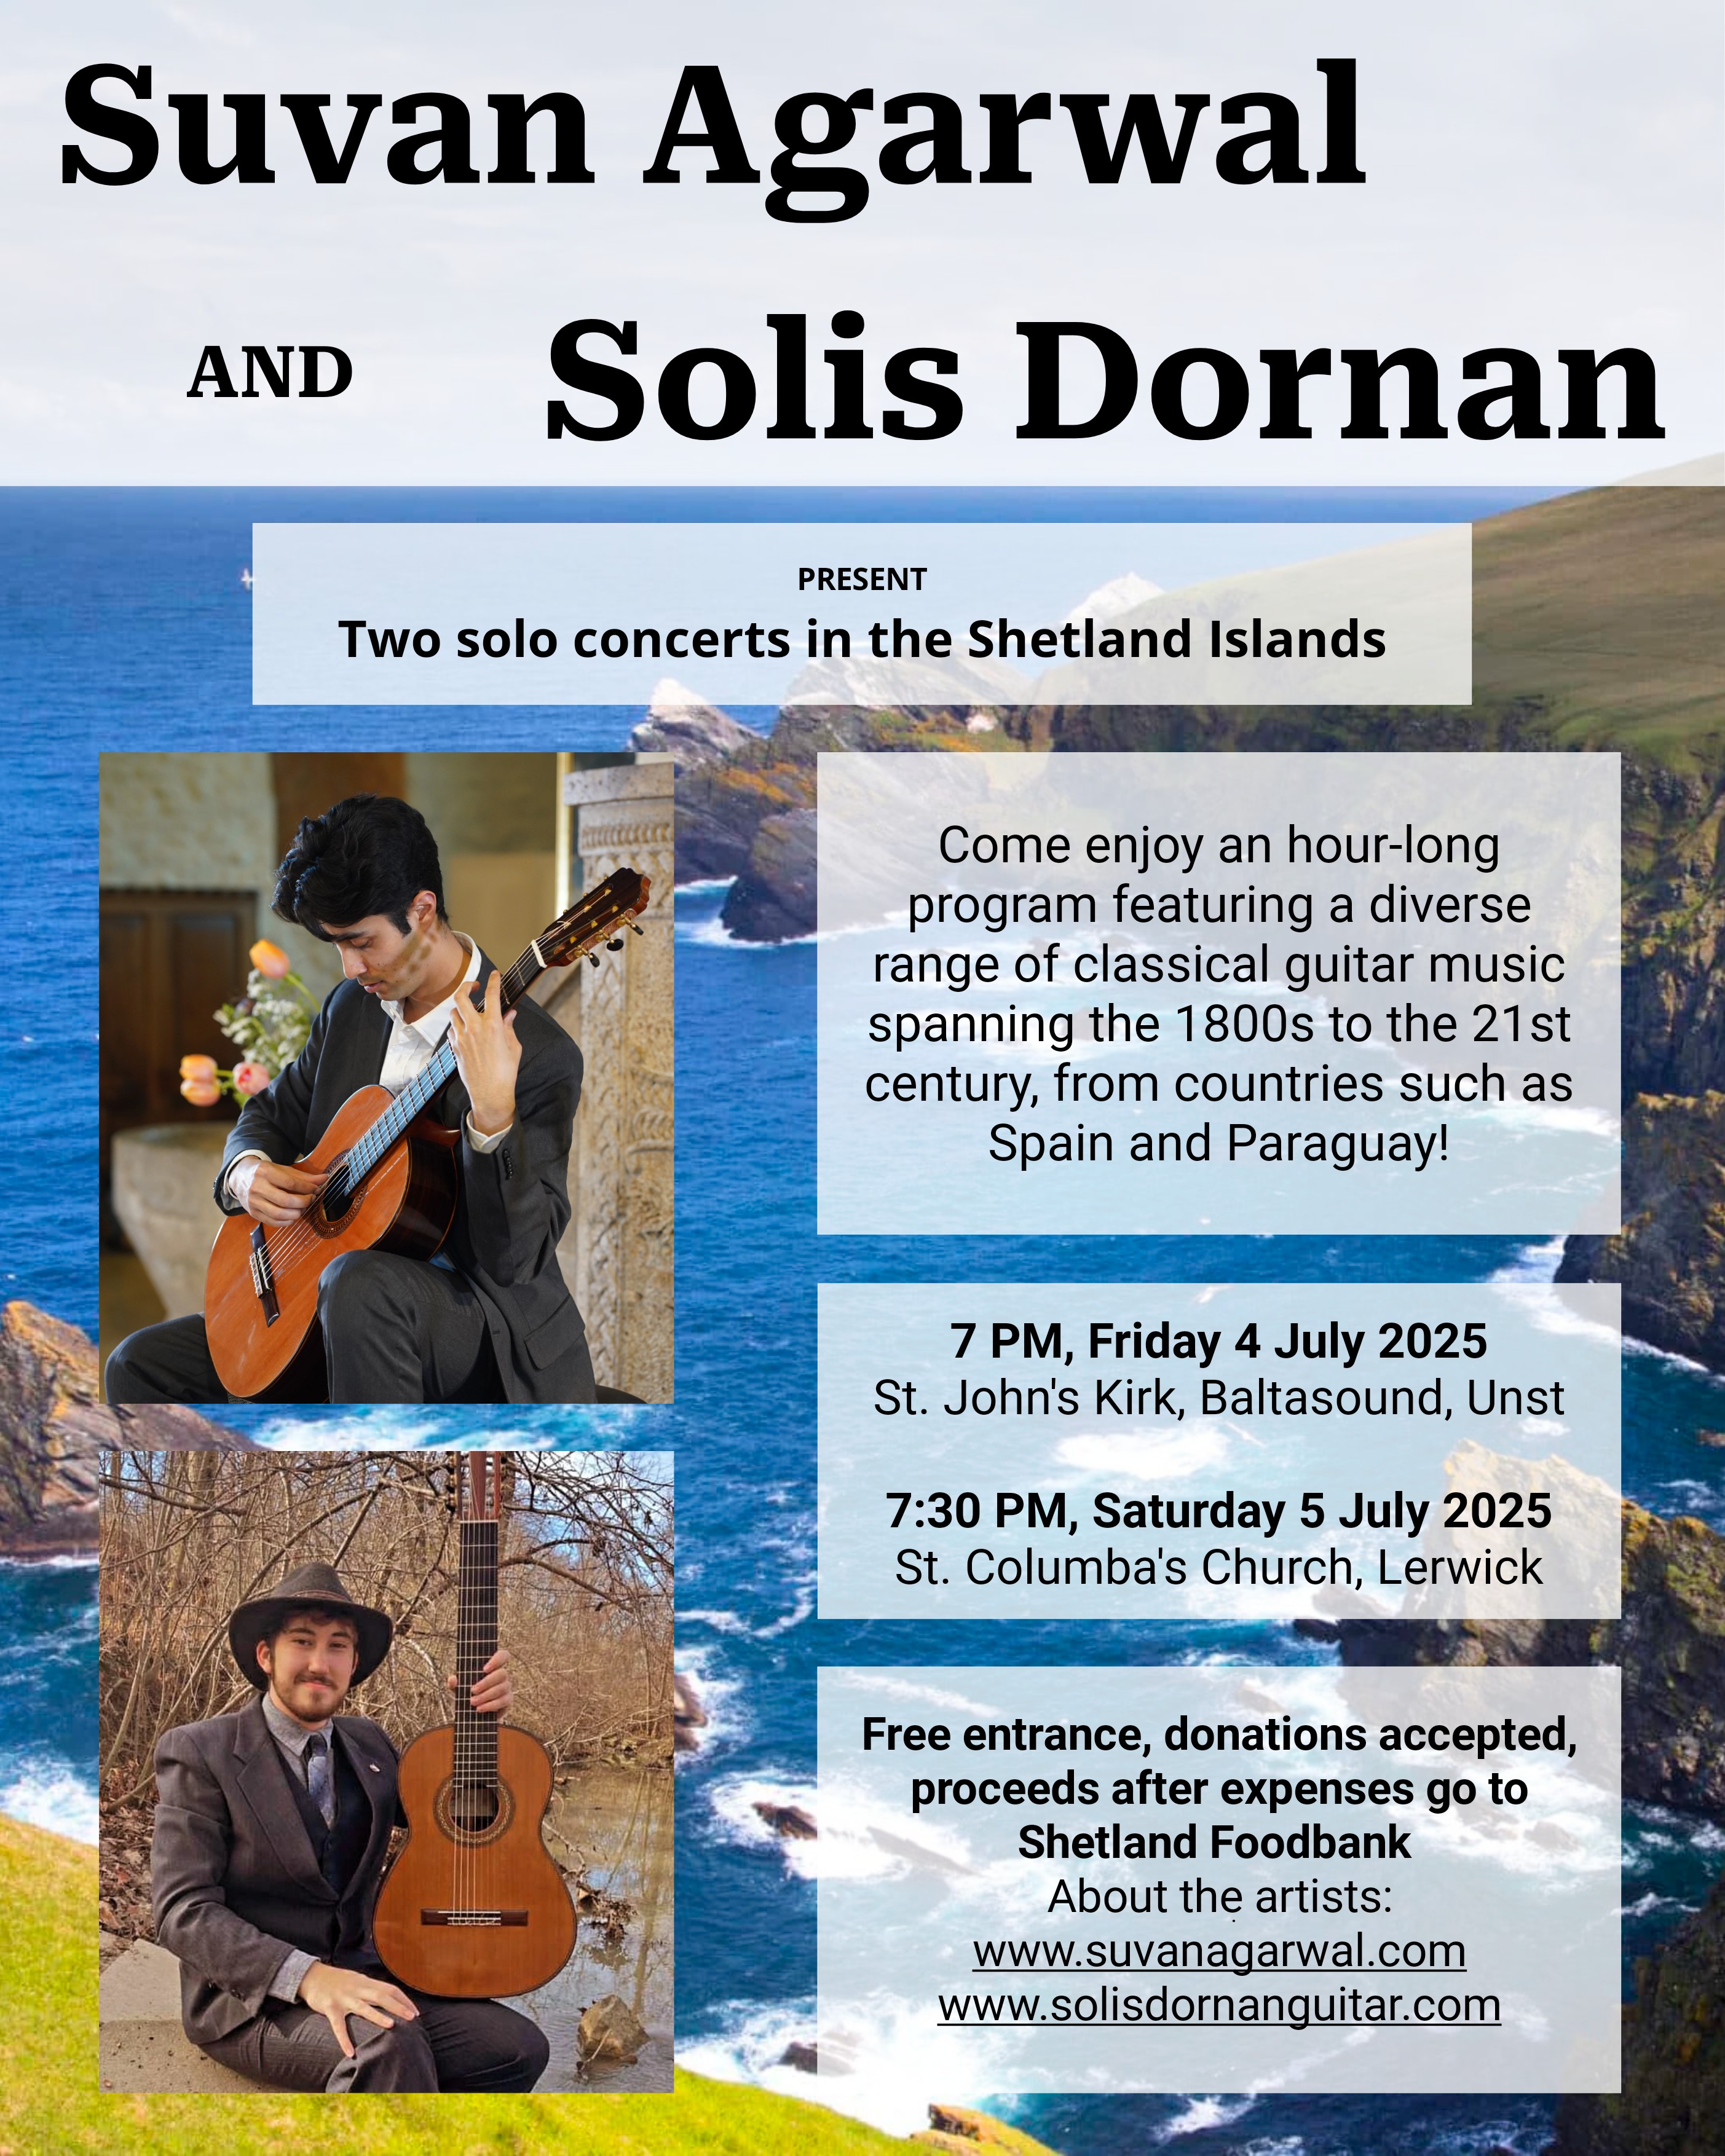 Suvan Agarwal
AND Solis Dornan
PRESENT
Two solo concerts in the Shetland Islands
Come enjoy an hour-long
program featuring a diverse
range of classical guitar music
spanning the 1800s to the 21st
century, from countries such as
Spain and Paraguay!
7 PM, Friday 4 July 2025
St. John's Kirk, Baltasound, Unst
7:30 PM, Saturday 5 July 2025
St. Columba's Church, Lerwick
Free entrance, donations accepted,
proceeds after expenses go to
Shetland Foodbank
About the artists:
www.suvanagarwal.com
www.solisdornanguitar.com